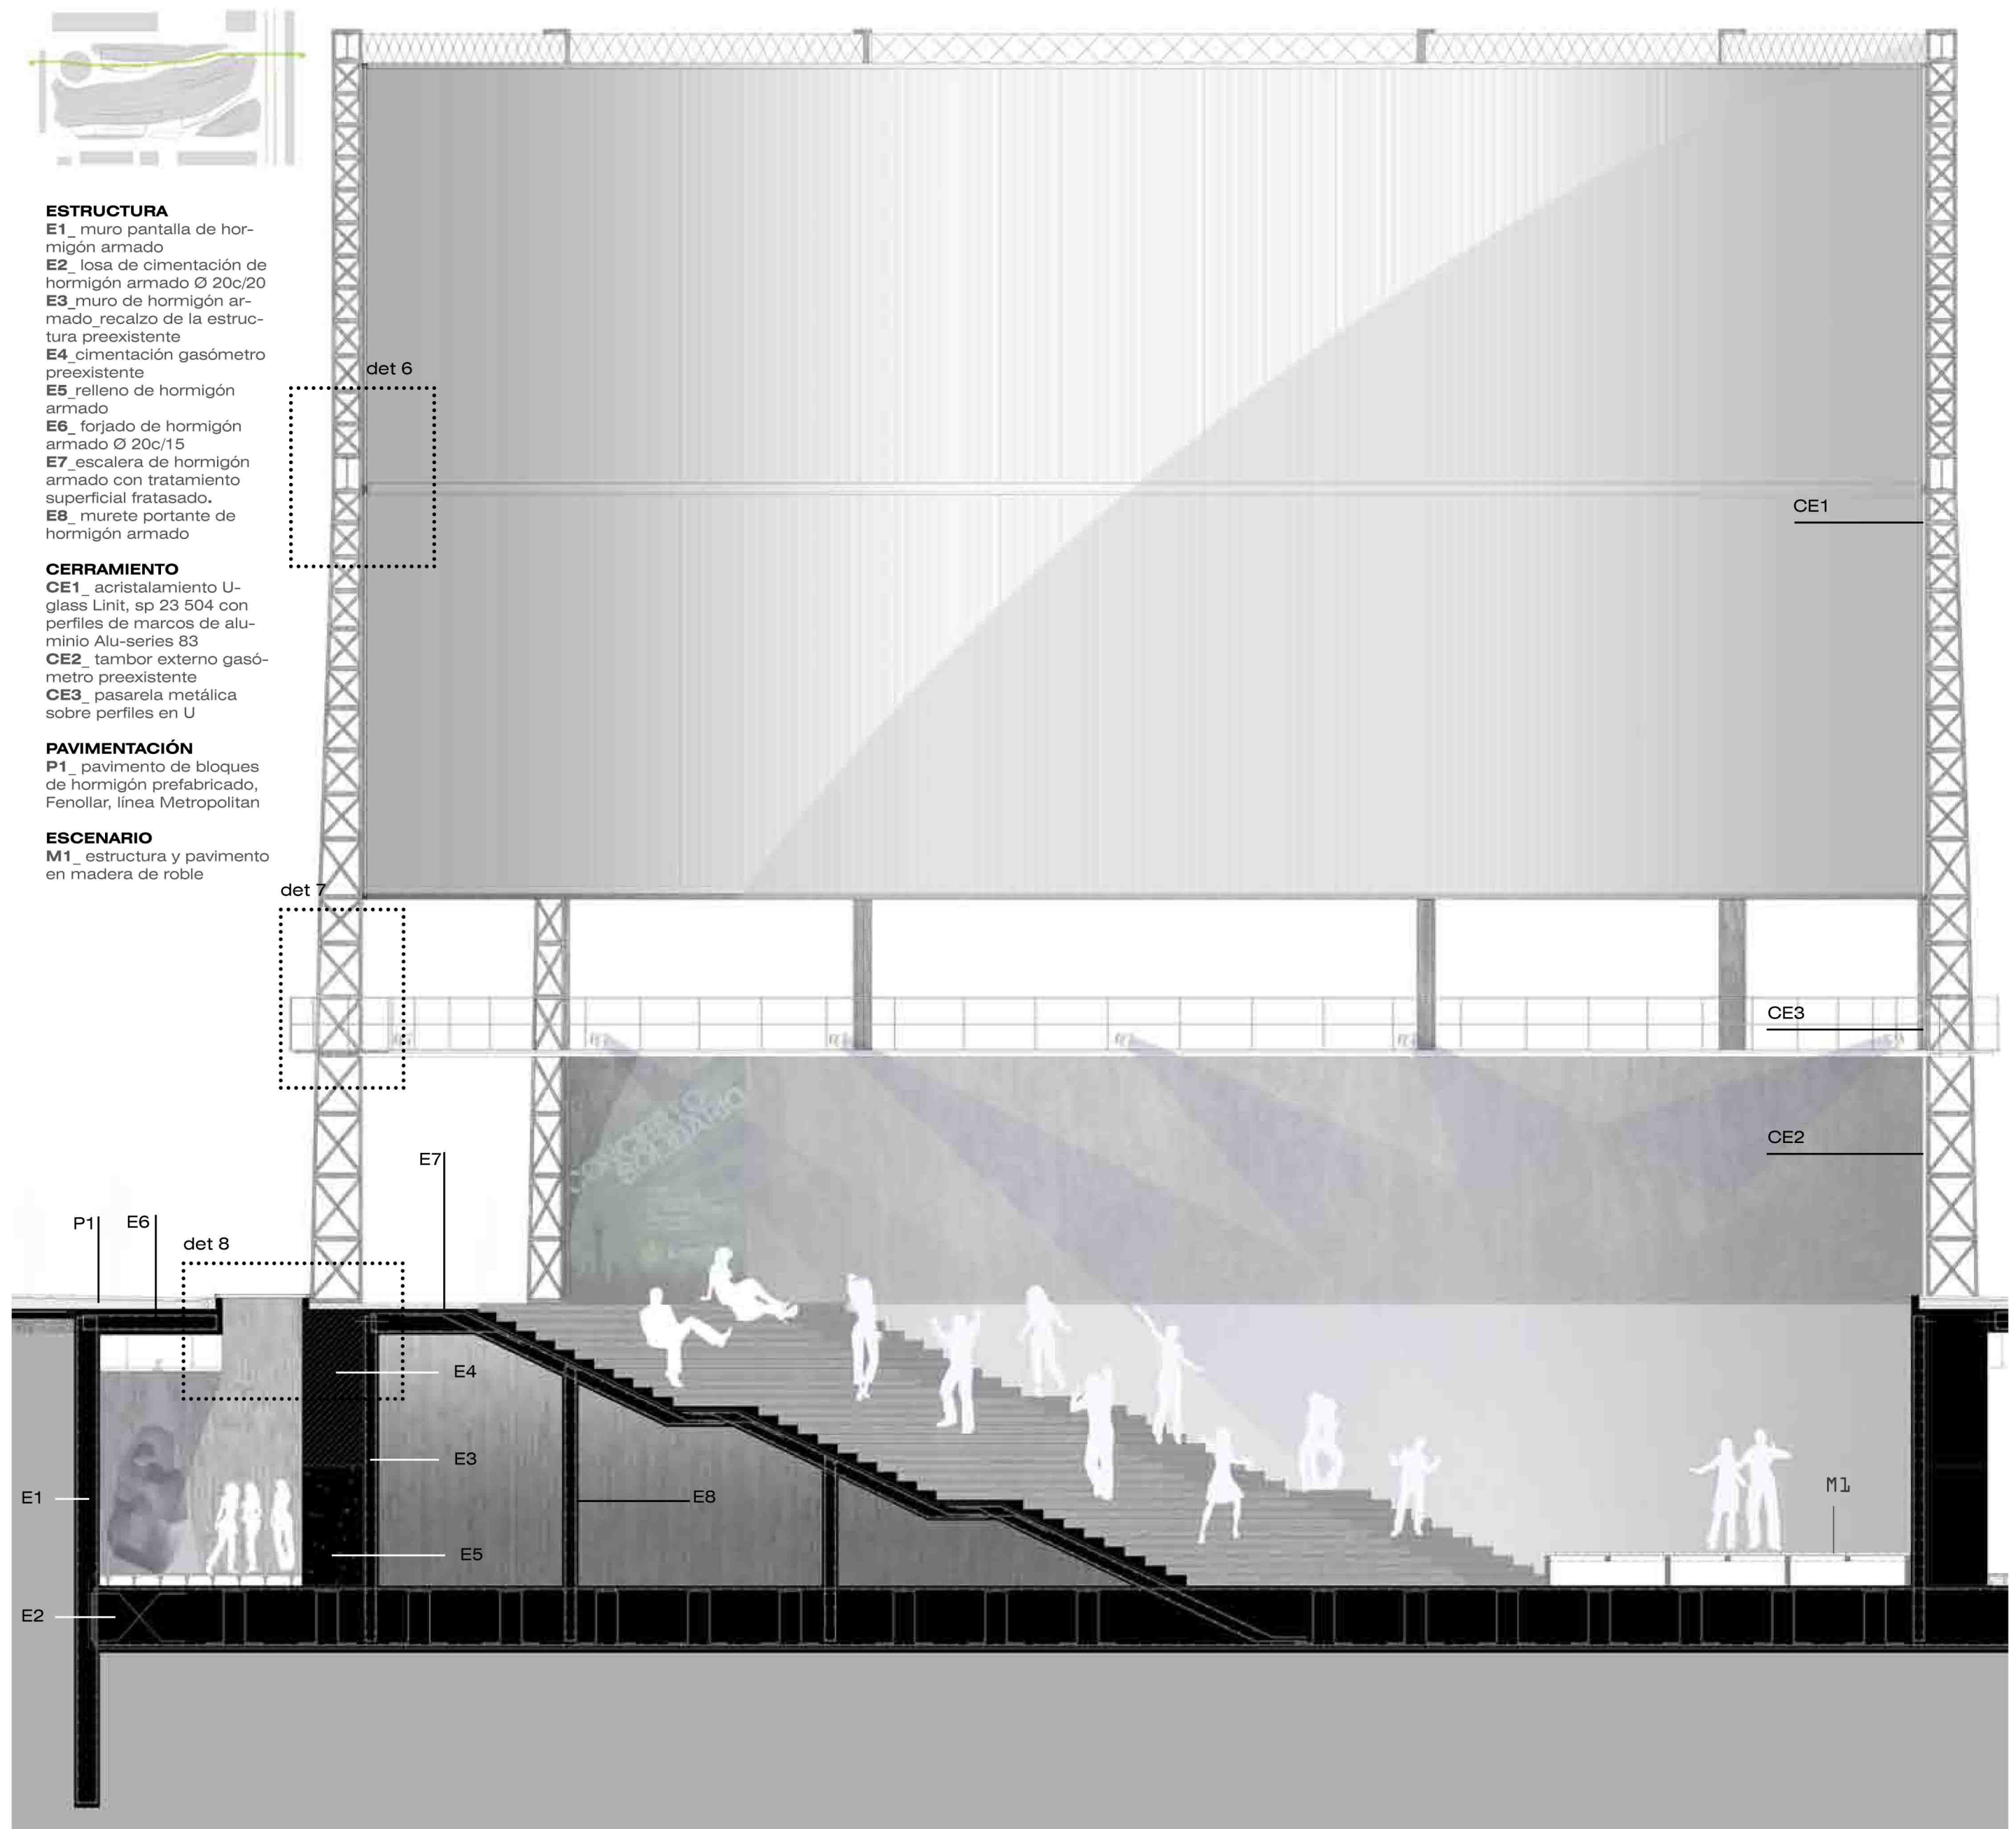 ESTRUCTURA
E1_ muro pantalla de hor-
migón armado
E2_ losa de cimentación de
hormigón armado Ø 20c/20
E3_muro de hormigón ar-
mado_recalzo de la estruc-
tura preexistente
E4_cimentación gasómetro
preexistente
E5_relleno de hormigón
armado
E6_ forjado de hormigón
armado Ø 20c/15
E7_escalera de hormigón
armado con tratamiento
superficial fratasado.
E8_ murete portante de
hormigón armado
CERRAMIENTO
CE1_ acristalamiento U-
glass Linit, sp 23 504 con
perfiles de marcos de alu-
minio Alu-series 83
CE2_ tambor externo gasó-
metro preexistente
CE3_ pasarela metálica
sobre perfiles en U
PAVIMENTACIÓN
P1_ pavimento de bloques
de hormigón prefabricado,
Fenollar, línea Metropolitan
ESCENARIO
M1_ estructura y pavimento
en madera de roble
det 6
CE1
det 7
CE3
CONCIERTO
SOLIDARIO
CE2
E7
P1
E6
det 8
E4
E3
E8
E1
M1
E5
E2